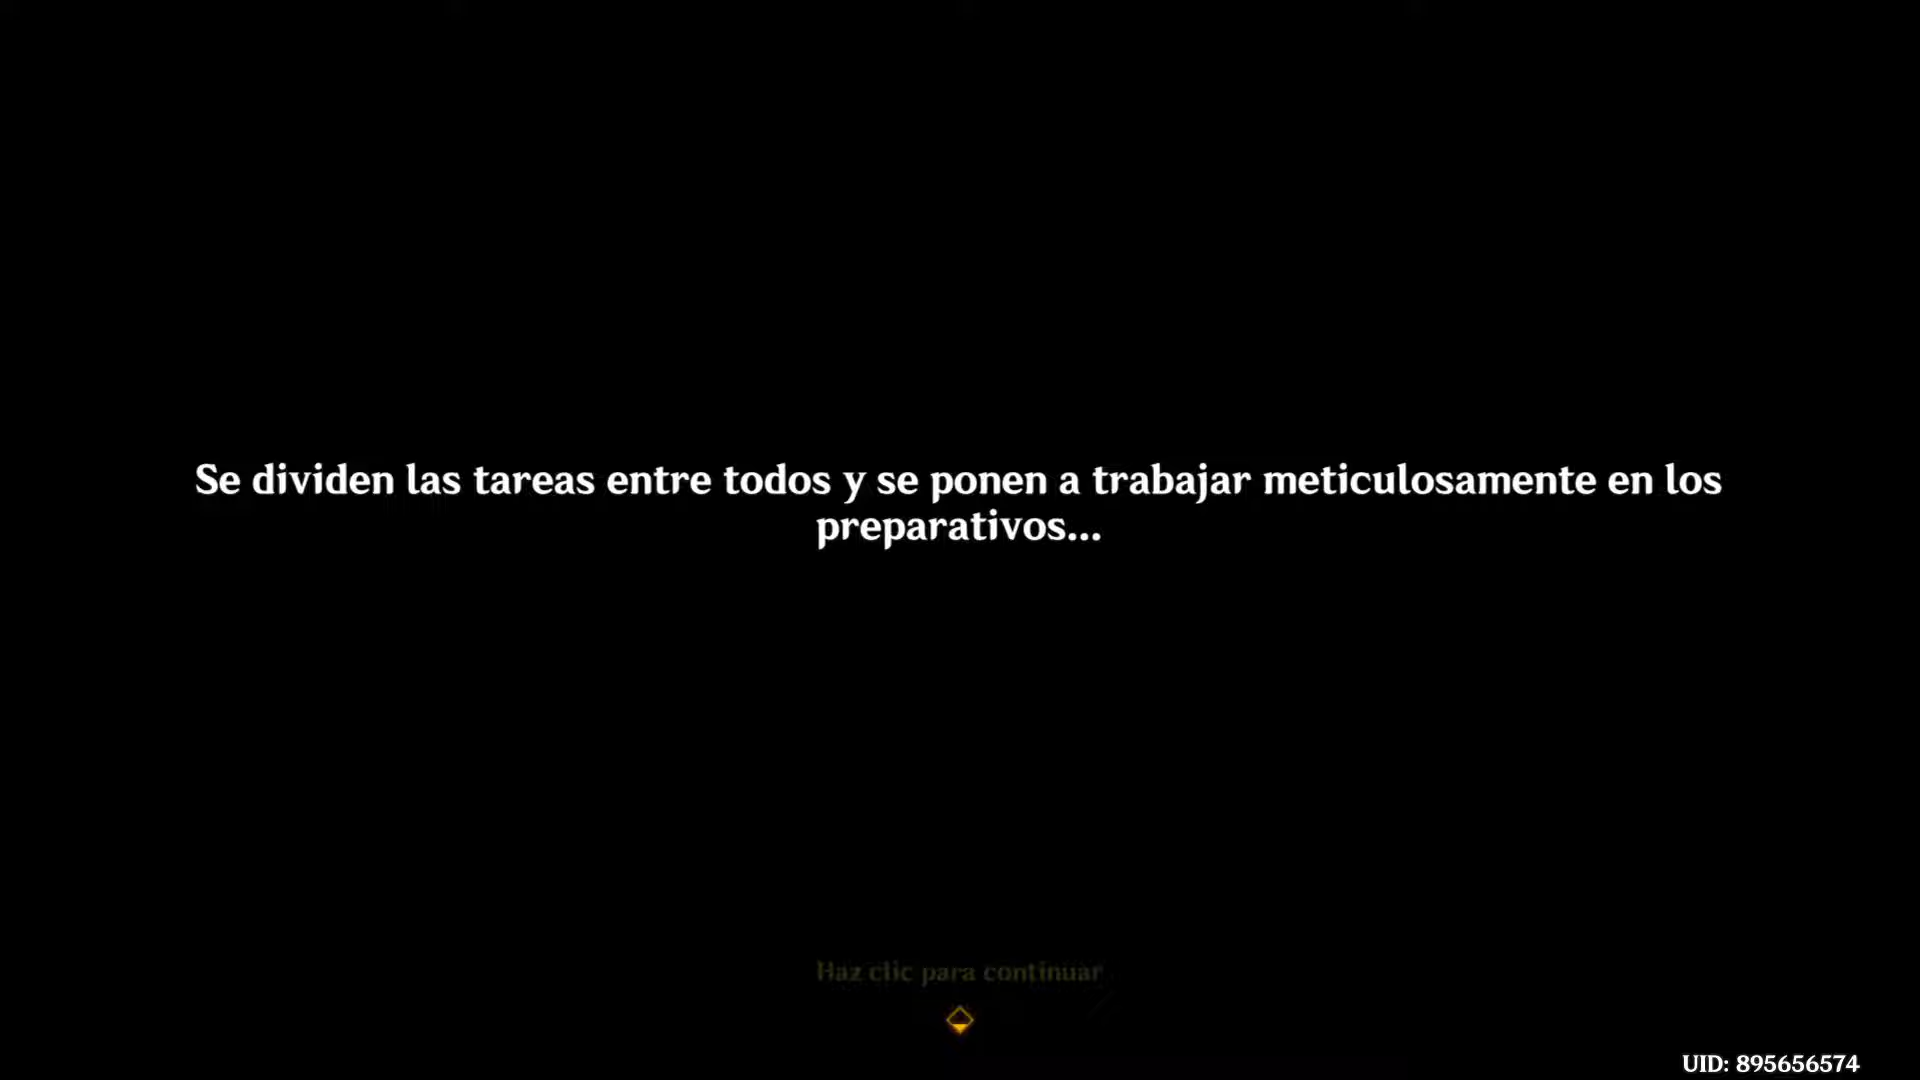 Se dividen las tareas entre todos y se ponen a trabajar meticulosamente en los
preparativos...
Haz clic para continuar
UID: 895656574